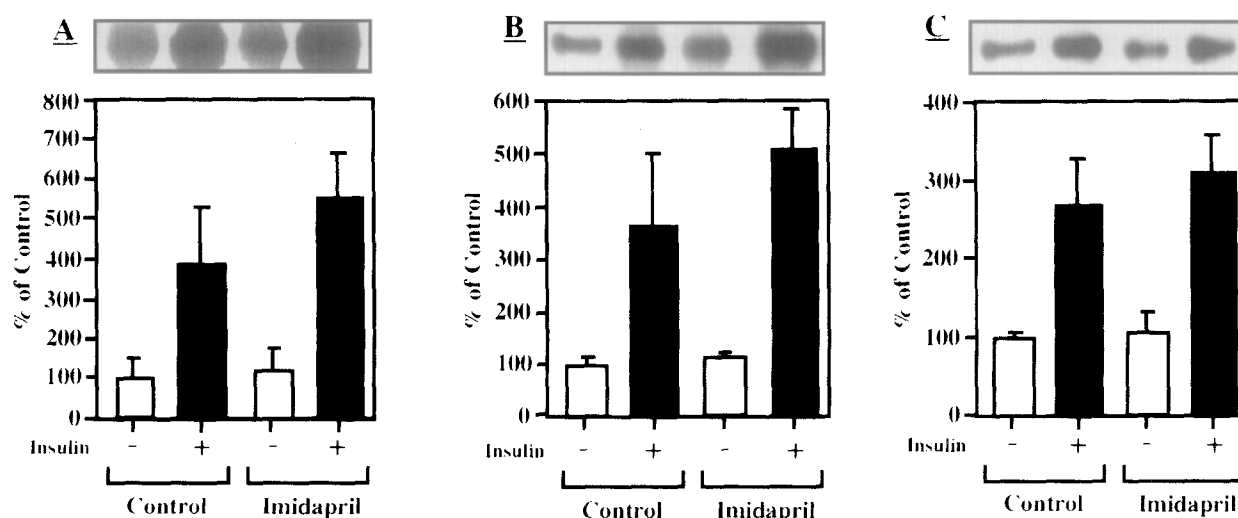 A
800
700
600
500
400
300
200
100
0
% of Control
Insulin - + - +
Control Imidapril
B
600
500
400
300
200
100
0
% of Control
Insulin - + - +
Control Imidapril
C
400
300
200
100
0
% of Control
Insulin - + - +
Control Imidapril